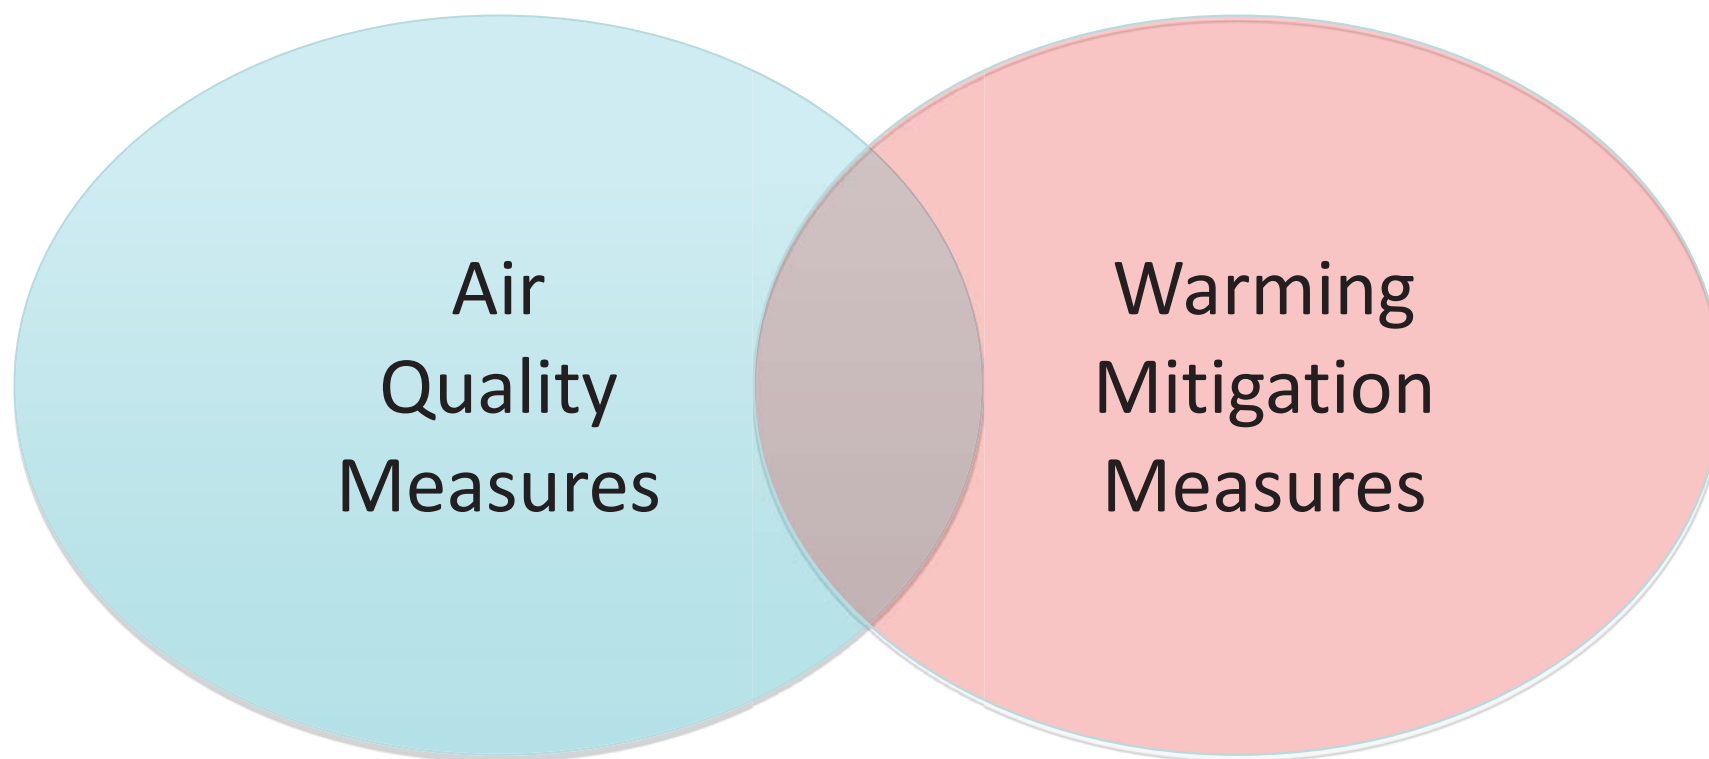 Air
Quality
Measures
Warming
Mitigation
Measures